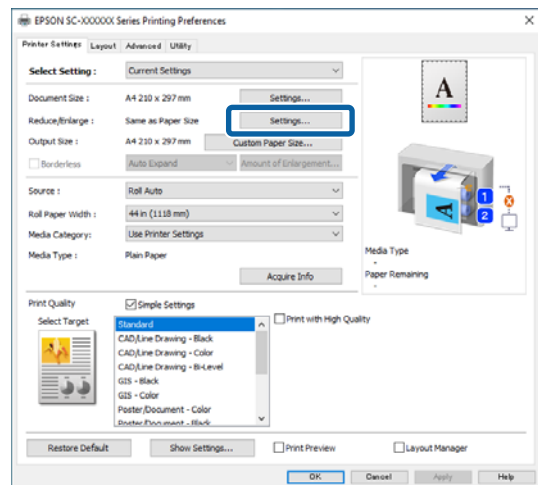 EPSON SC-XXXXXX Series Printing Preferences
Printer Settings Layout Advanced Utility
Select Setting : Current Settings
Document Size : A4 210 x 297 mm Settings...
Reduce/Enlarge : Same as Paper Size Settings...
Output Size : A4 210 x 297 mm Custom Paper Size...
Borderless Auto Expand Amount of Enlargement...
Source : Roll Auto
Roll Paper Width : 44 in (1118 mm)
Media Category: Use Printer Settings
Media Type : Plain Paper
Acquire Info
A
A
1
2
Media Type
-
Paper Remaining
-
Print Quality Simple Settings
Select Target
Standard
CAD/Line Drawing - Black
CAD/Line Drawing - Color
CAD/Line Drawing - Bi-Level
GIS - Black
GIS - Color
Poster/Document - Color
Poster/Document - Black
Print with High Quality
Restore Default Show Settings... Print Preview Layout Manager
OK Cancel Apply Help